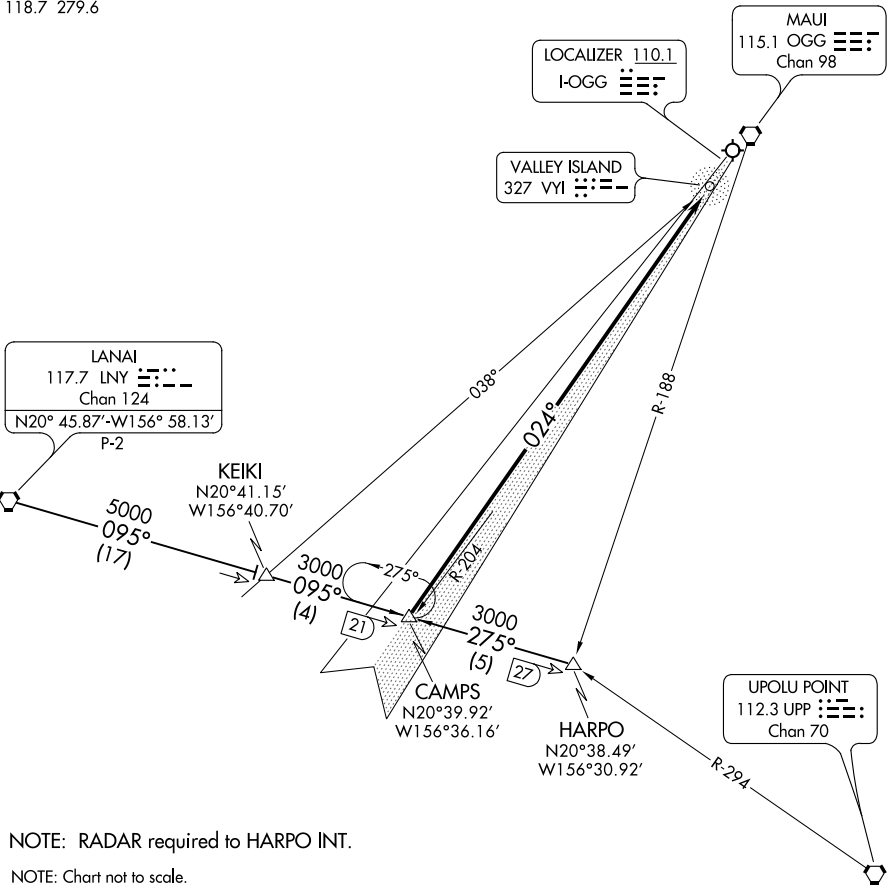 118.7 279.6
MAUI
115.1 OGG
Chan 98
LOCALIZER 110.1
I-OGG
VALLEY ISLAND
327 VYI
LANAI
117.7 LNY
Chan 124
N20° 45.87′-W156° 58.13′
P-2
038°
024°
R-188
KEIKI
N20°41.15′
W156°40.70′
5000
095°
(17)
3000
095°
(4)
275°
R-204
21
3000
275°
(5)
27
CAMPS
N20°39.92′
W156°36.16′
HARPO
N20°38.49′
W156°30.92′
UPOLU POINT
112.3 UPP
Chan 70
R-294
NOTE: RADAR required to HARPO INT.
NOTE: Chart not to scale.